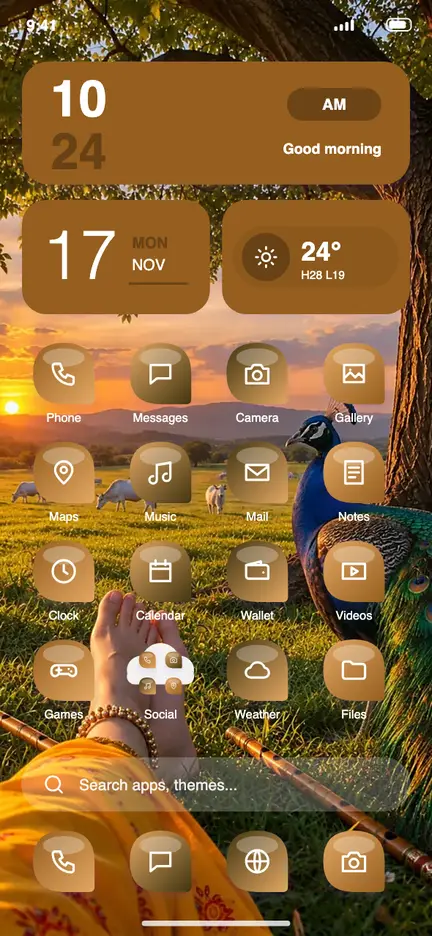 9:41
10
24
AM
Good morning
17
MON
NOV
24°
H28 L19
Phone
Messages
Camera
Gallery
Maps
Music
Mail
Notes
Clock
Calendar
Wallet
Videos
Games
Social
Weather
Files
Search apps, themes...